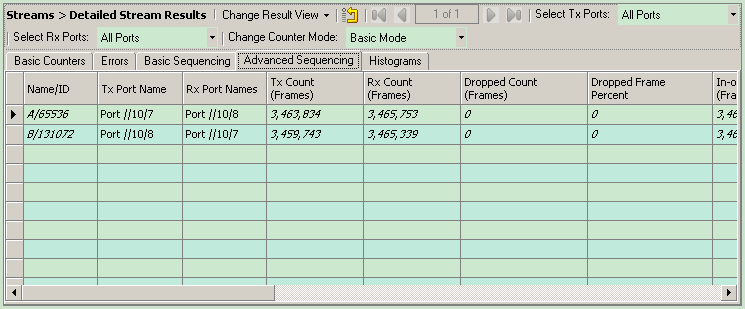 Streams > Detailed Stream Results Change Result View 1 of 1 Select Tx Ports: All Ports
Select Rx Ports: All Ports Change Counter Mode: Basic Mode
Basic Counters Errors Basic Sequencing Advanced Sequencing Histograms
Name/ID Tx Port Name Rx Port Names Tx Count (Frames) Rx Count (Frames) Dropped Count (Frames) Dropped Frame Percent In-o (Fra
A/65536 Port //10/7 Port //10/8 3,463,834 3,465,753 0 0 3,46
B/131072 Port //10/8 Port //10/7 3,459,743 3,465,339 0 0 3,46